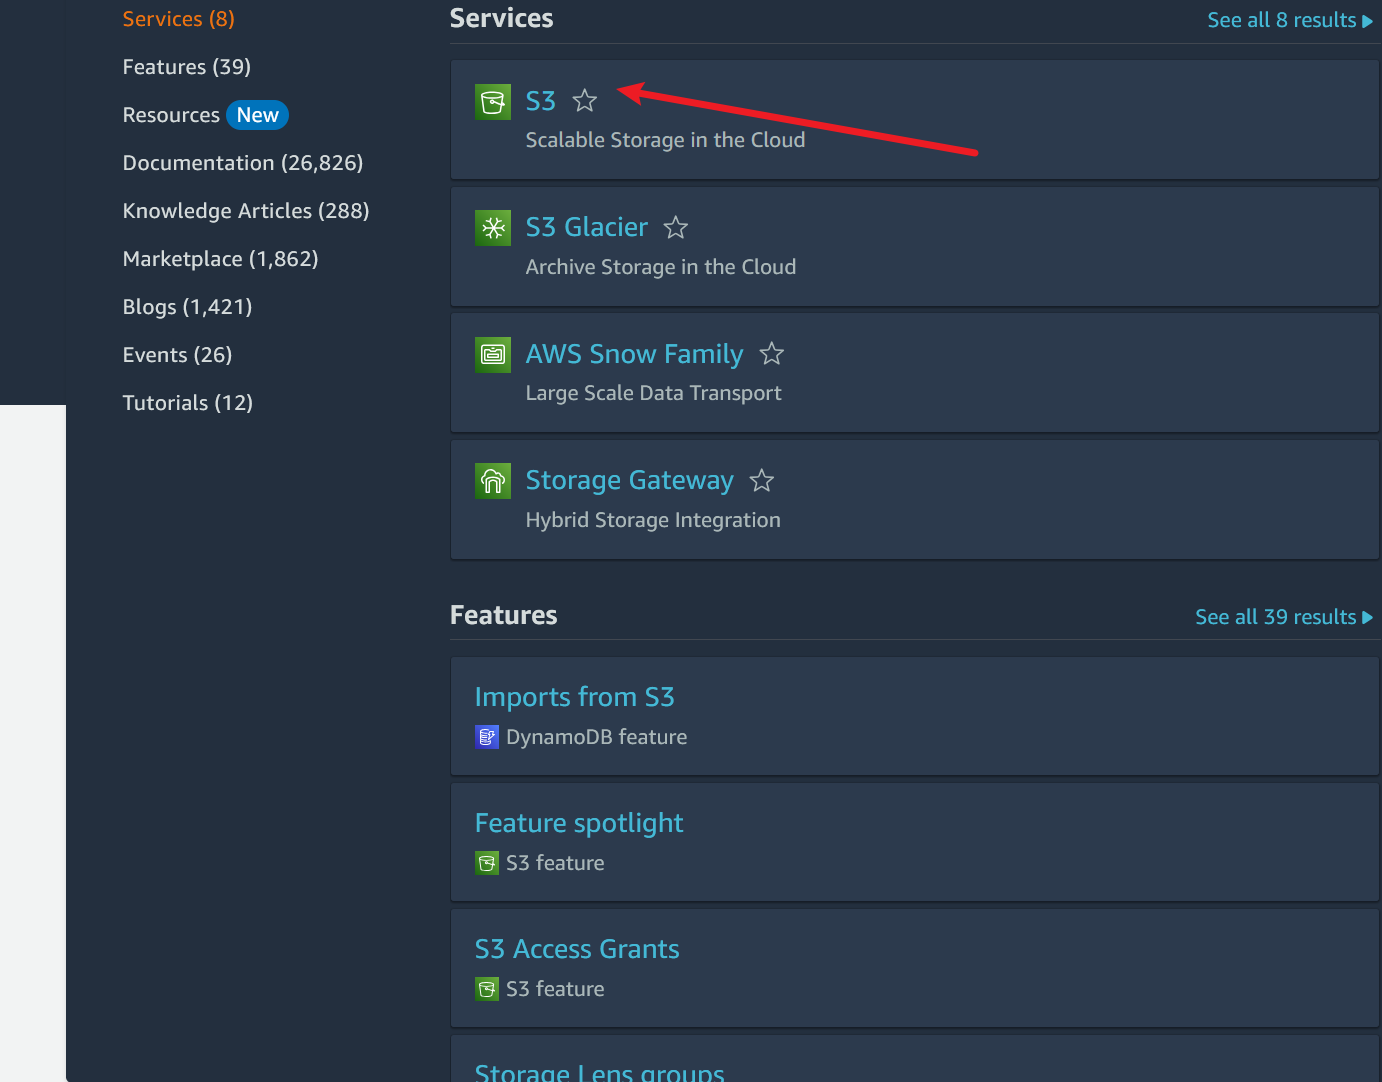 Services (8)
Features (39)
Resources New
Documentation (26,826)
Knowledge Articles (288)
Marketplace (1,862)
Blogs (1,421)
Events (26)
Tutorials (12)
Services
See all 8 results
S3
Scalable Storage in the Cloud
S3 Glacier
Archive Storage in the Cloud
AWS Snow Family
Large Scale Data Transport
Storage Gateway
Hybrid Storage Integration
Features
See all 39 results
Imports from S3
DynamoDB feature
Feature spotlight
S3 feature
S3 Access Grants
S3 feature
Storage Lens groups